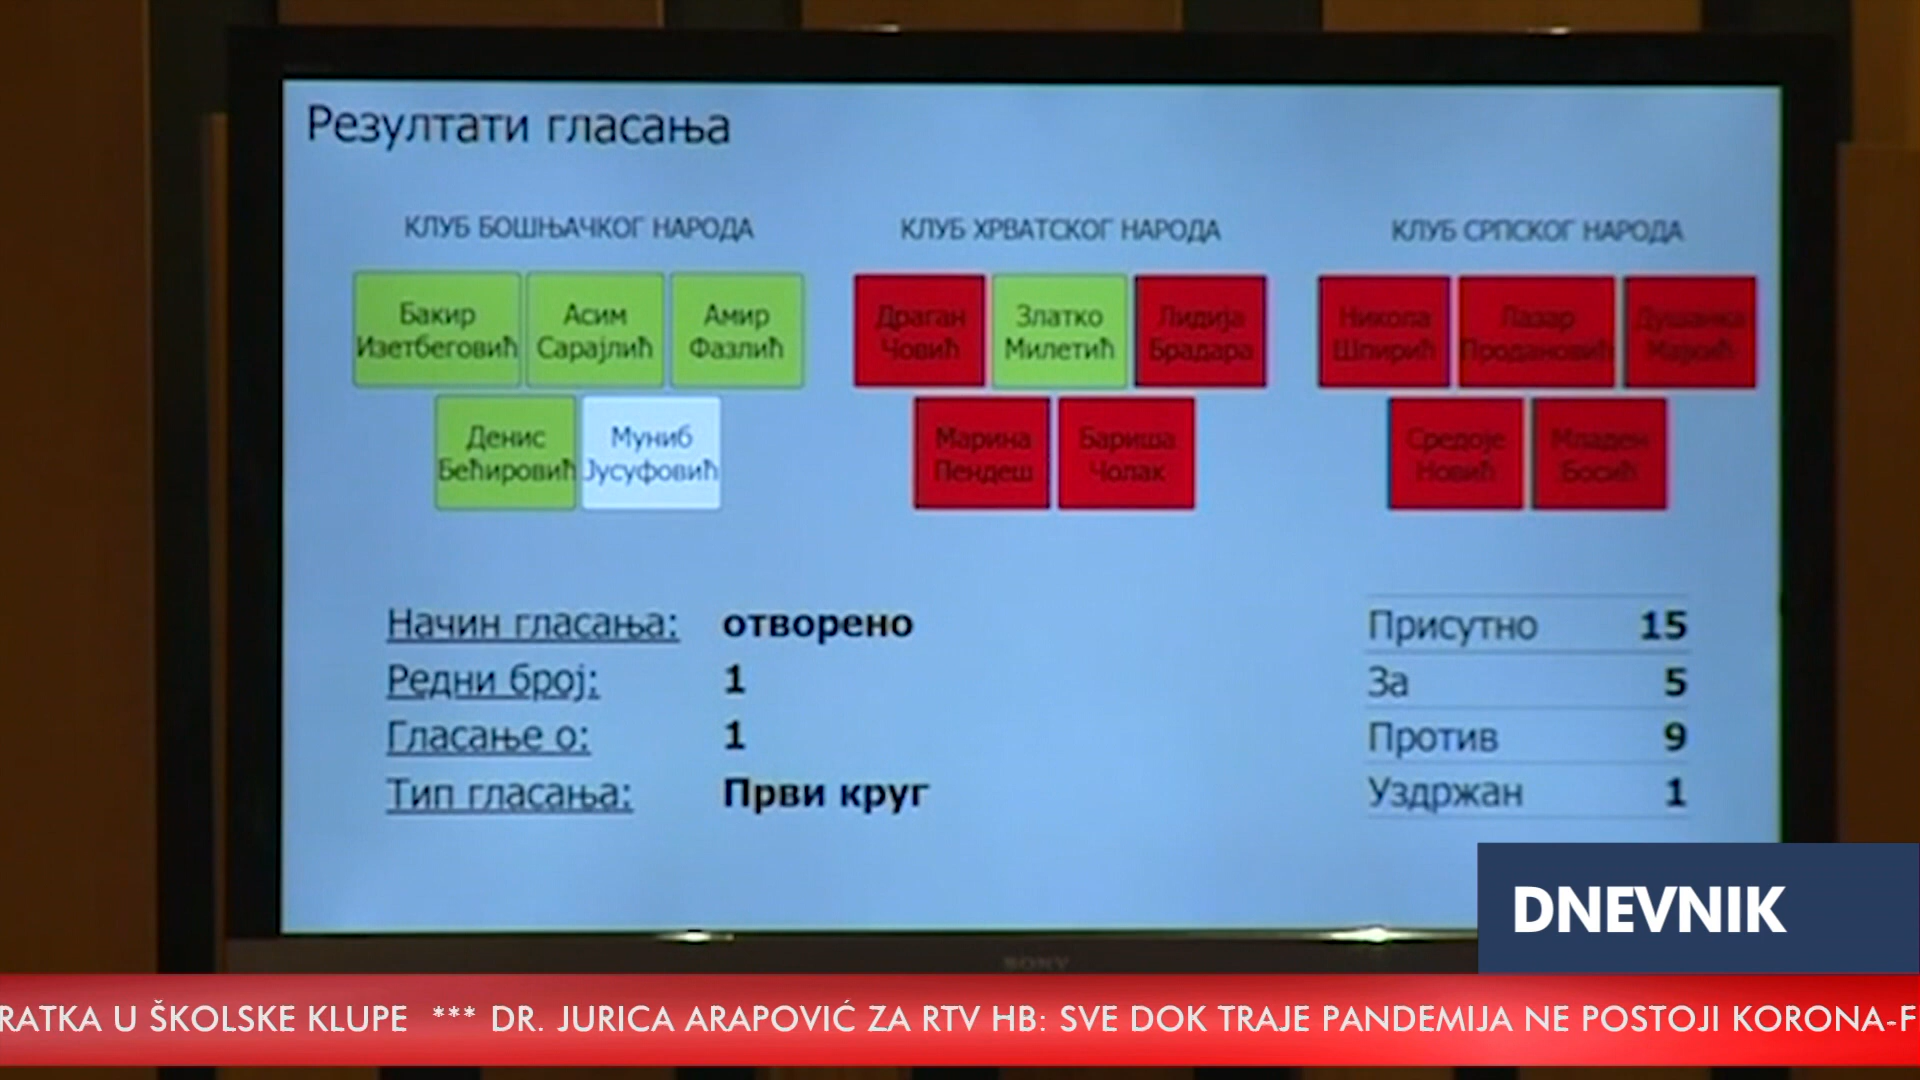 Резултати гласања
КЛУБ БОШЊАЧКОГ НАРОДА
Бакир
Изетбеговић
Асим
Сарајлић
Амир
Фазлић
Денис
Бећировић
Муниб
Јусуфовић
КЛУБ ХРВАТСКОГ НАРОДА
Драган
Човић
Златко
Милетић
Лидија
Брадара
Марина
Пендеш
Бариша
Чолак
КЛУБ СРПСКОГ НАРОДА
Никола
Шпирић
Лазар
Продановић
Душанка
Мајкић
Средоје
Новић
Младен
Босић
Начин гласања: отворено
Редни број: 1
Гласање о: 1
Тип гласања: Први круг
Присутно 15
За 5
Против 9
Уздржан 1
SONY
DNEVNIK
RATKA U ŠKOLSKE KLUPE *** DR. JURICA ARAPOVIĆ ZA RTV HB: SVE DOK TRAJE PANDEMIJA NE POSTOJI KORONA-F